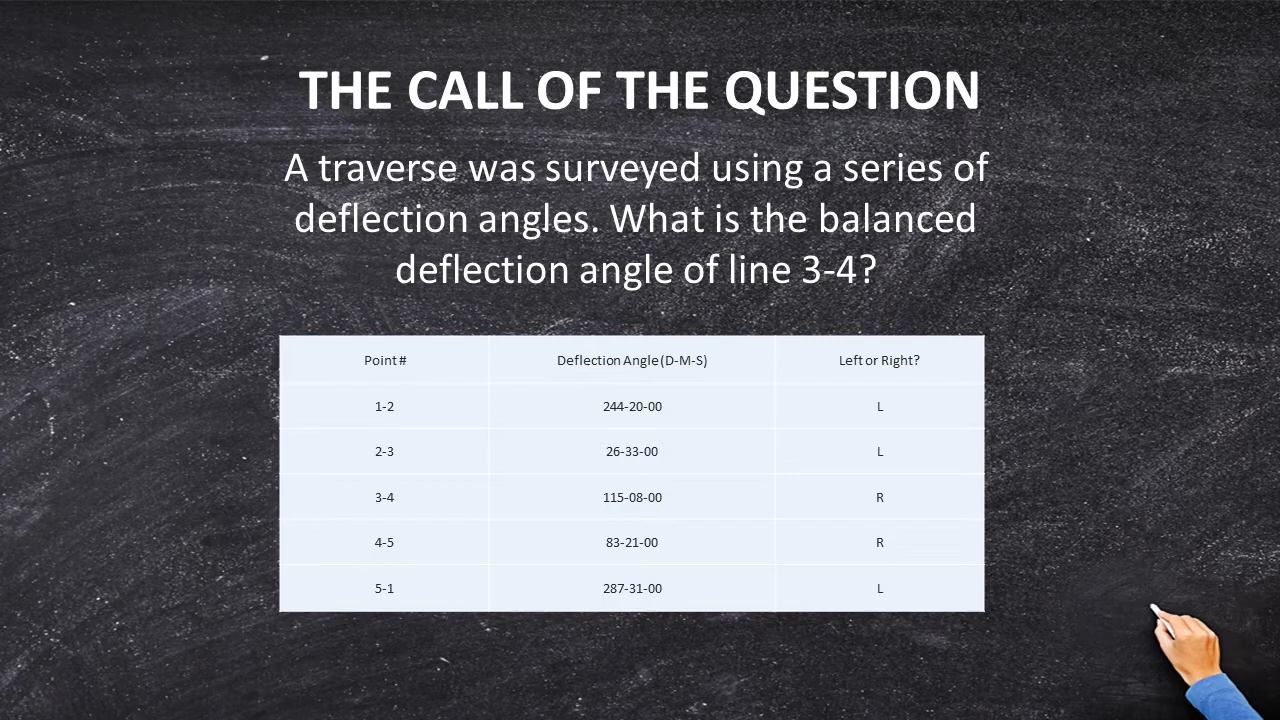 THE CALL OF THE QUESTION
A traverse was surveyed using a series of
deflection angles. What is the balanced
deflection angle of line 3-4?
Point # Deflection Angle (D-M-S) Left or Right?
1-2 244-20-00 L
2-3 26-33-00 L
3-4 115-08-00 R
4-5 83-21-00 R
5-1 287-31-00 L